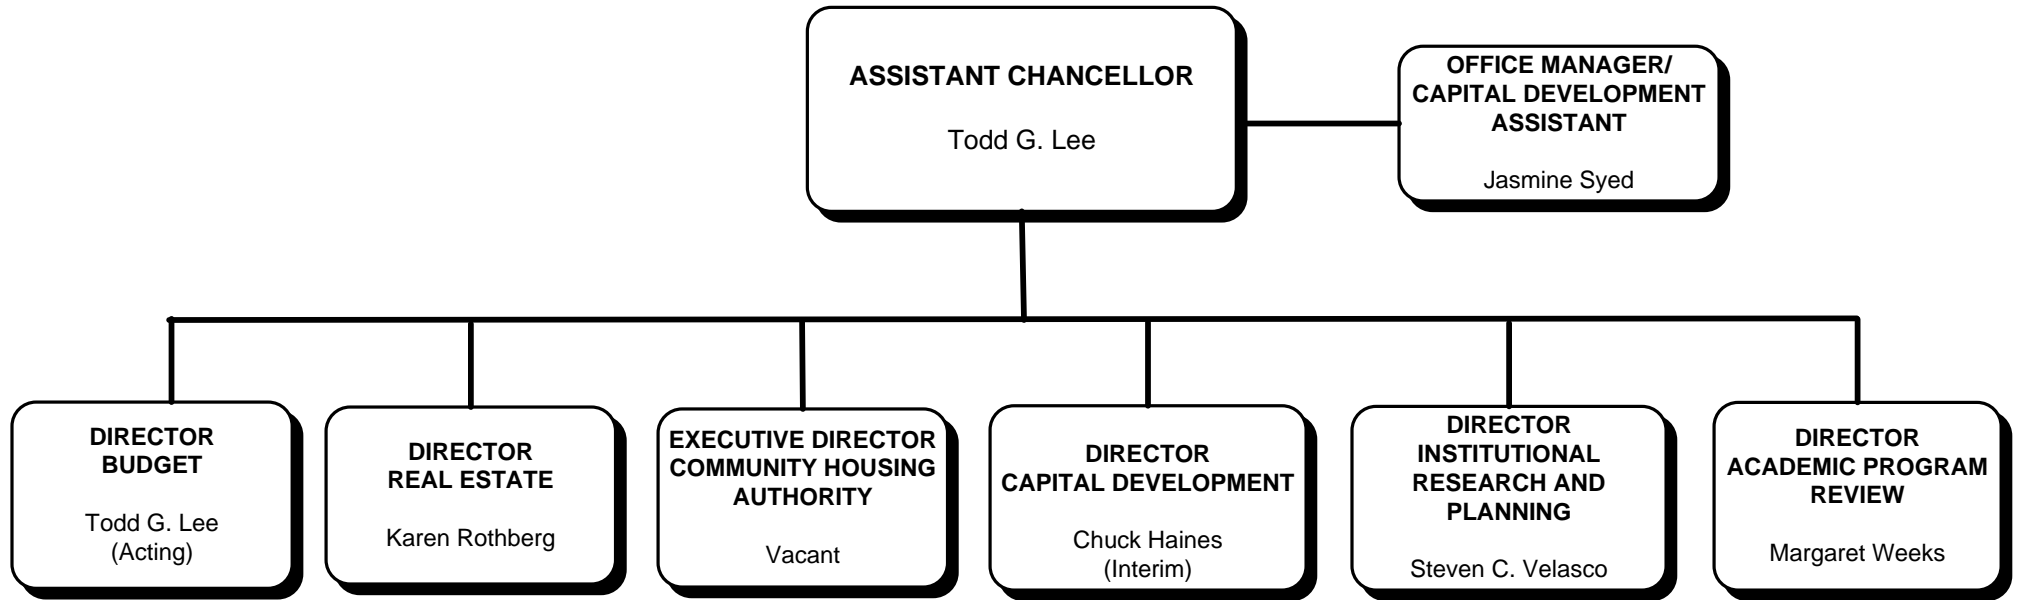 ASSISTANT CHANCELLOR
Todd G. Lee
OFFICE MANAGER/
CAPITAL DEVELOPMENT
ASSISTANT
Jasmine Syed
DIRECTOR
BUDGET
Todd G. Lee
(Acting)
DIRECTOR
REAL ESTATE
Karen Rothberg
EXECUTIVE DIRECTOR
COMMUNITY HOUSING
AUTHORITY
Vacant
DIRECTOR
CAPITAL DEVELOPMENT
Chuck Haines
(Interim)
DIRECTOR
INSTITUTIONAL
RESEARCH AND
PLANNING
Steven C. Velasco
DIRECTOR
ACADEMIC PROGRAM
REVIEW
Margaret Weeks